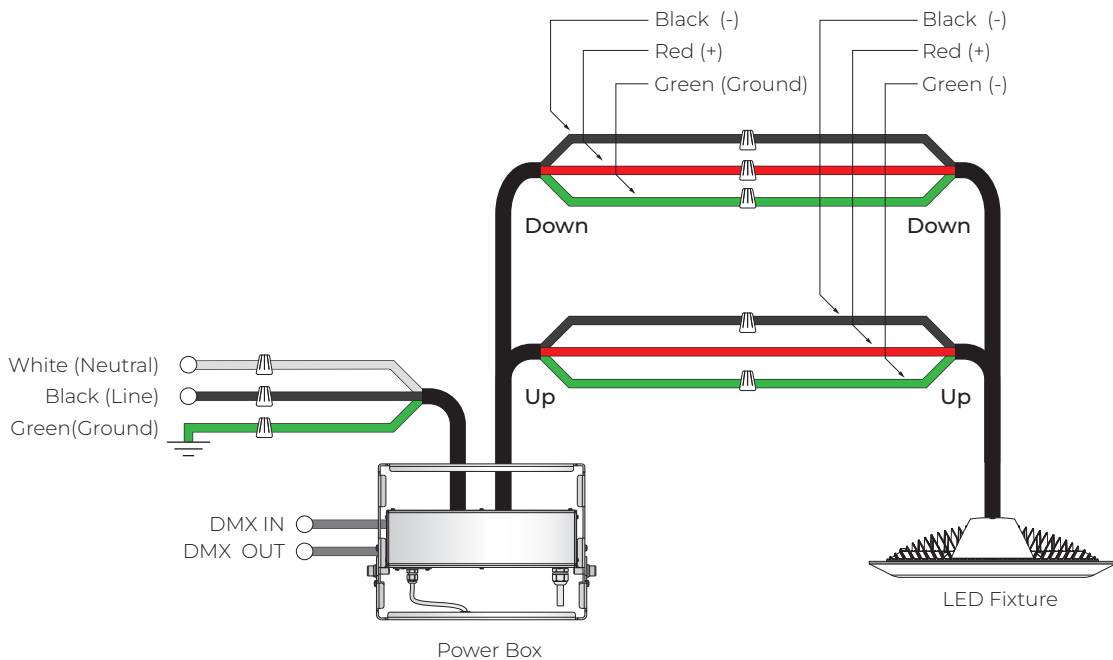 Black (-)
Red (+)
Green (Ground)
Black (-)
Red (+)
Green (-)
Down
Down
White (Neutral)
Black (Line)
Green(Ground)
Up
Up
DMX IN
DMX OUT
LED Fixture
Power Box